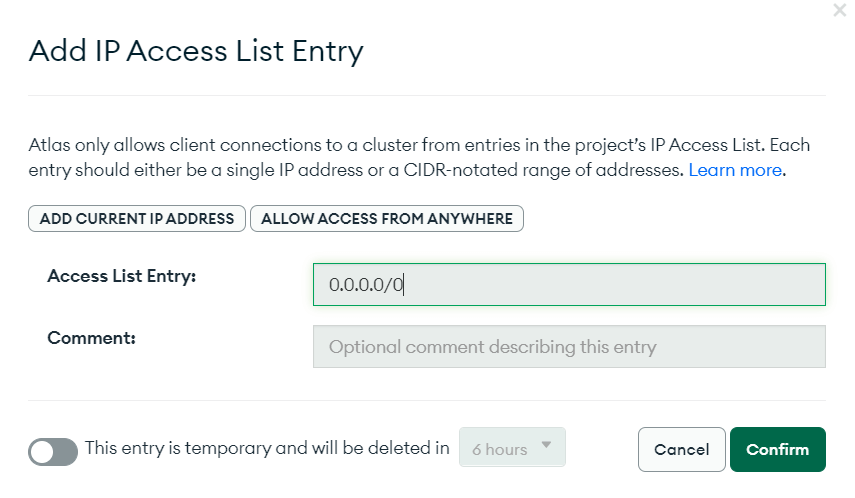 Add IP Access List Entry
Atlas only allows client connections to a cluster from entries in the project's IP Access List. Each
entry should either be a single IP address or a CIDR-notated range of addresses. Learn more.
ADD CURRENT IP ADDRESS ALLOW ACCESS FROM ANYWHERE
Access List Entry: 0.0.0.0/0
Comment: Optional comment describing this entry
This entry is temporary and will be deleted in 6 hours Cancel Confirm